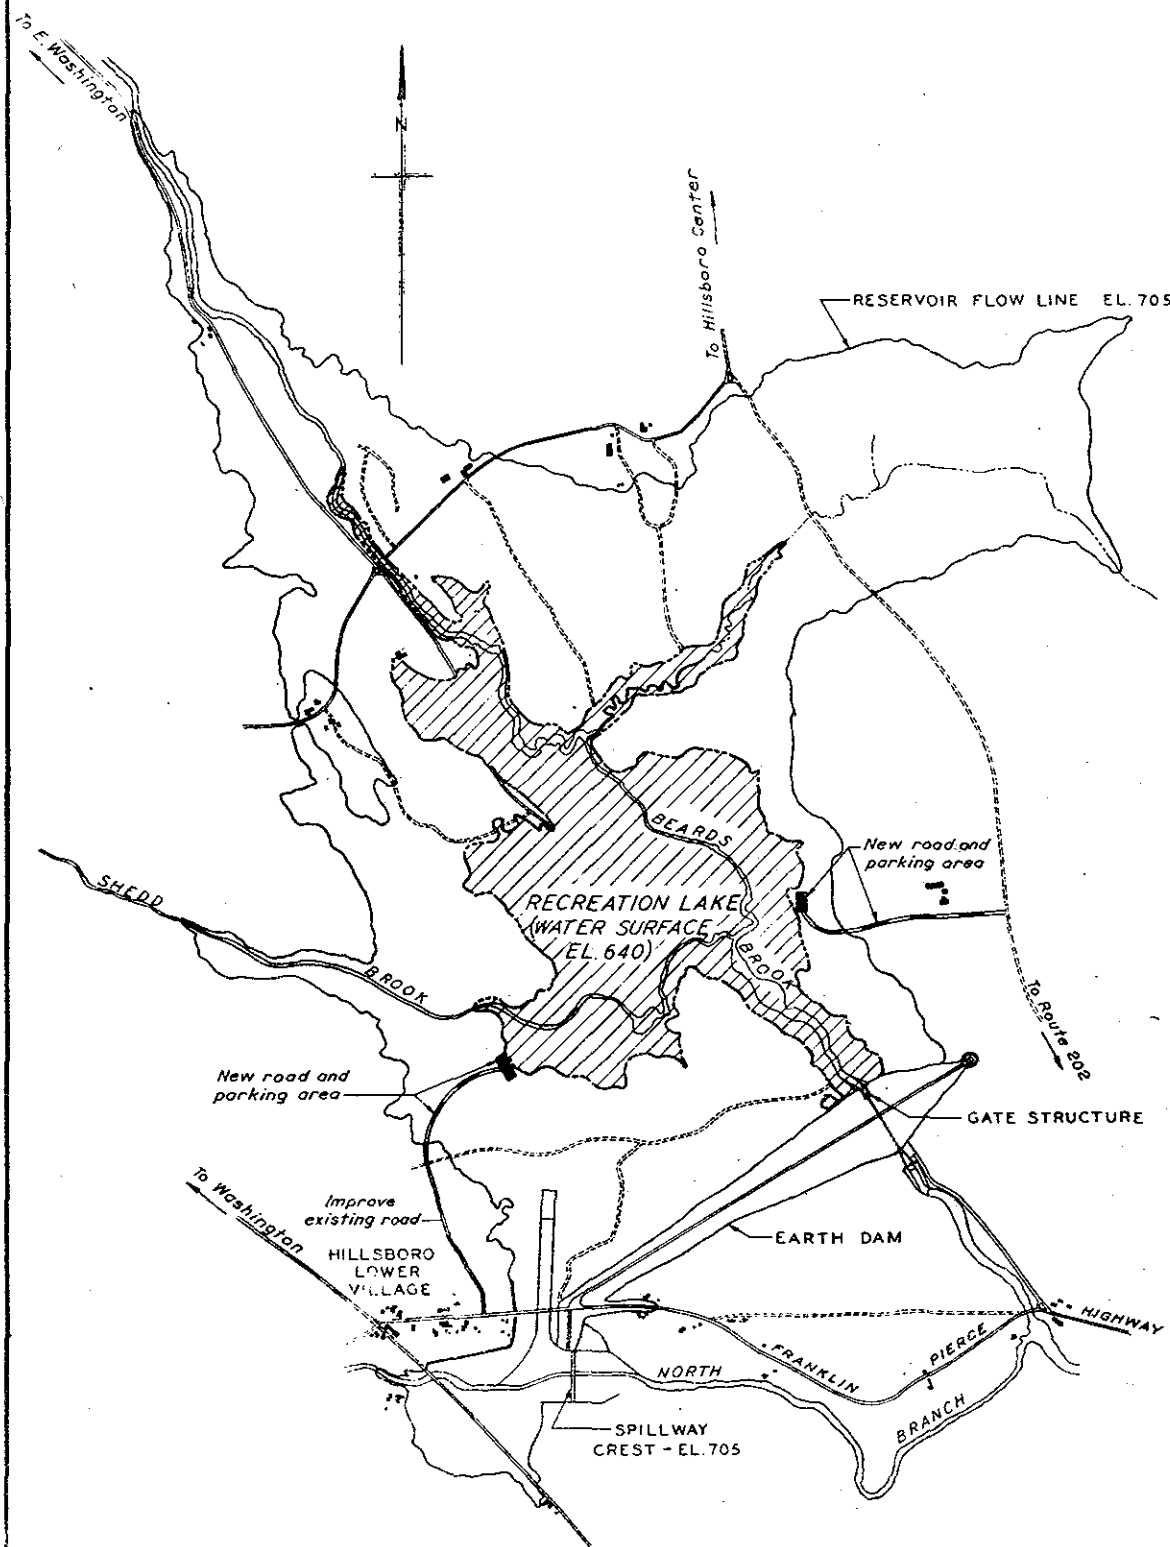 To E. Washington
N
To Hillsboro Center
RESERVOIR FLOW LINE EL. 705
BEARDS
BROOK
New road and
parking area
RECREATION LAKE
(WATER SURFACE
EL. 640)
SHEDD
BROOK
To Route 202
New road and
parking area
GATE STRUCTURE
To Washington
Improve
existing road
EARTH DAM
HILLSBORO
LOWER
VILLAGE
FRANKLIN
PIERCE
HIGHWAY
NORTH
BRANCH
SPILLWAY
CREST - EL. 705